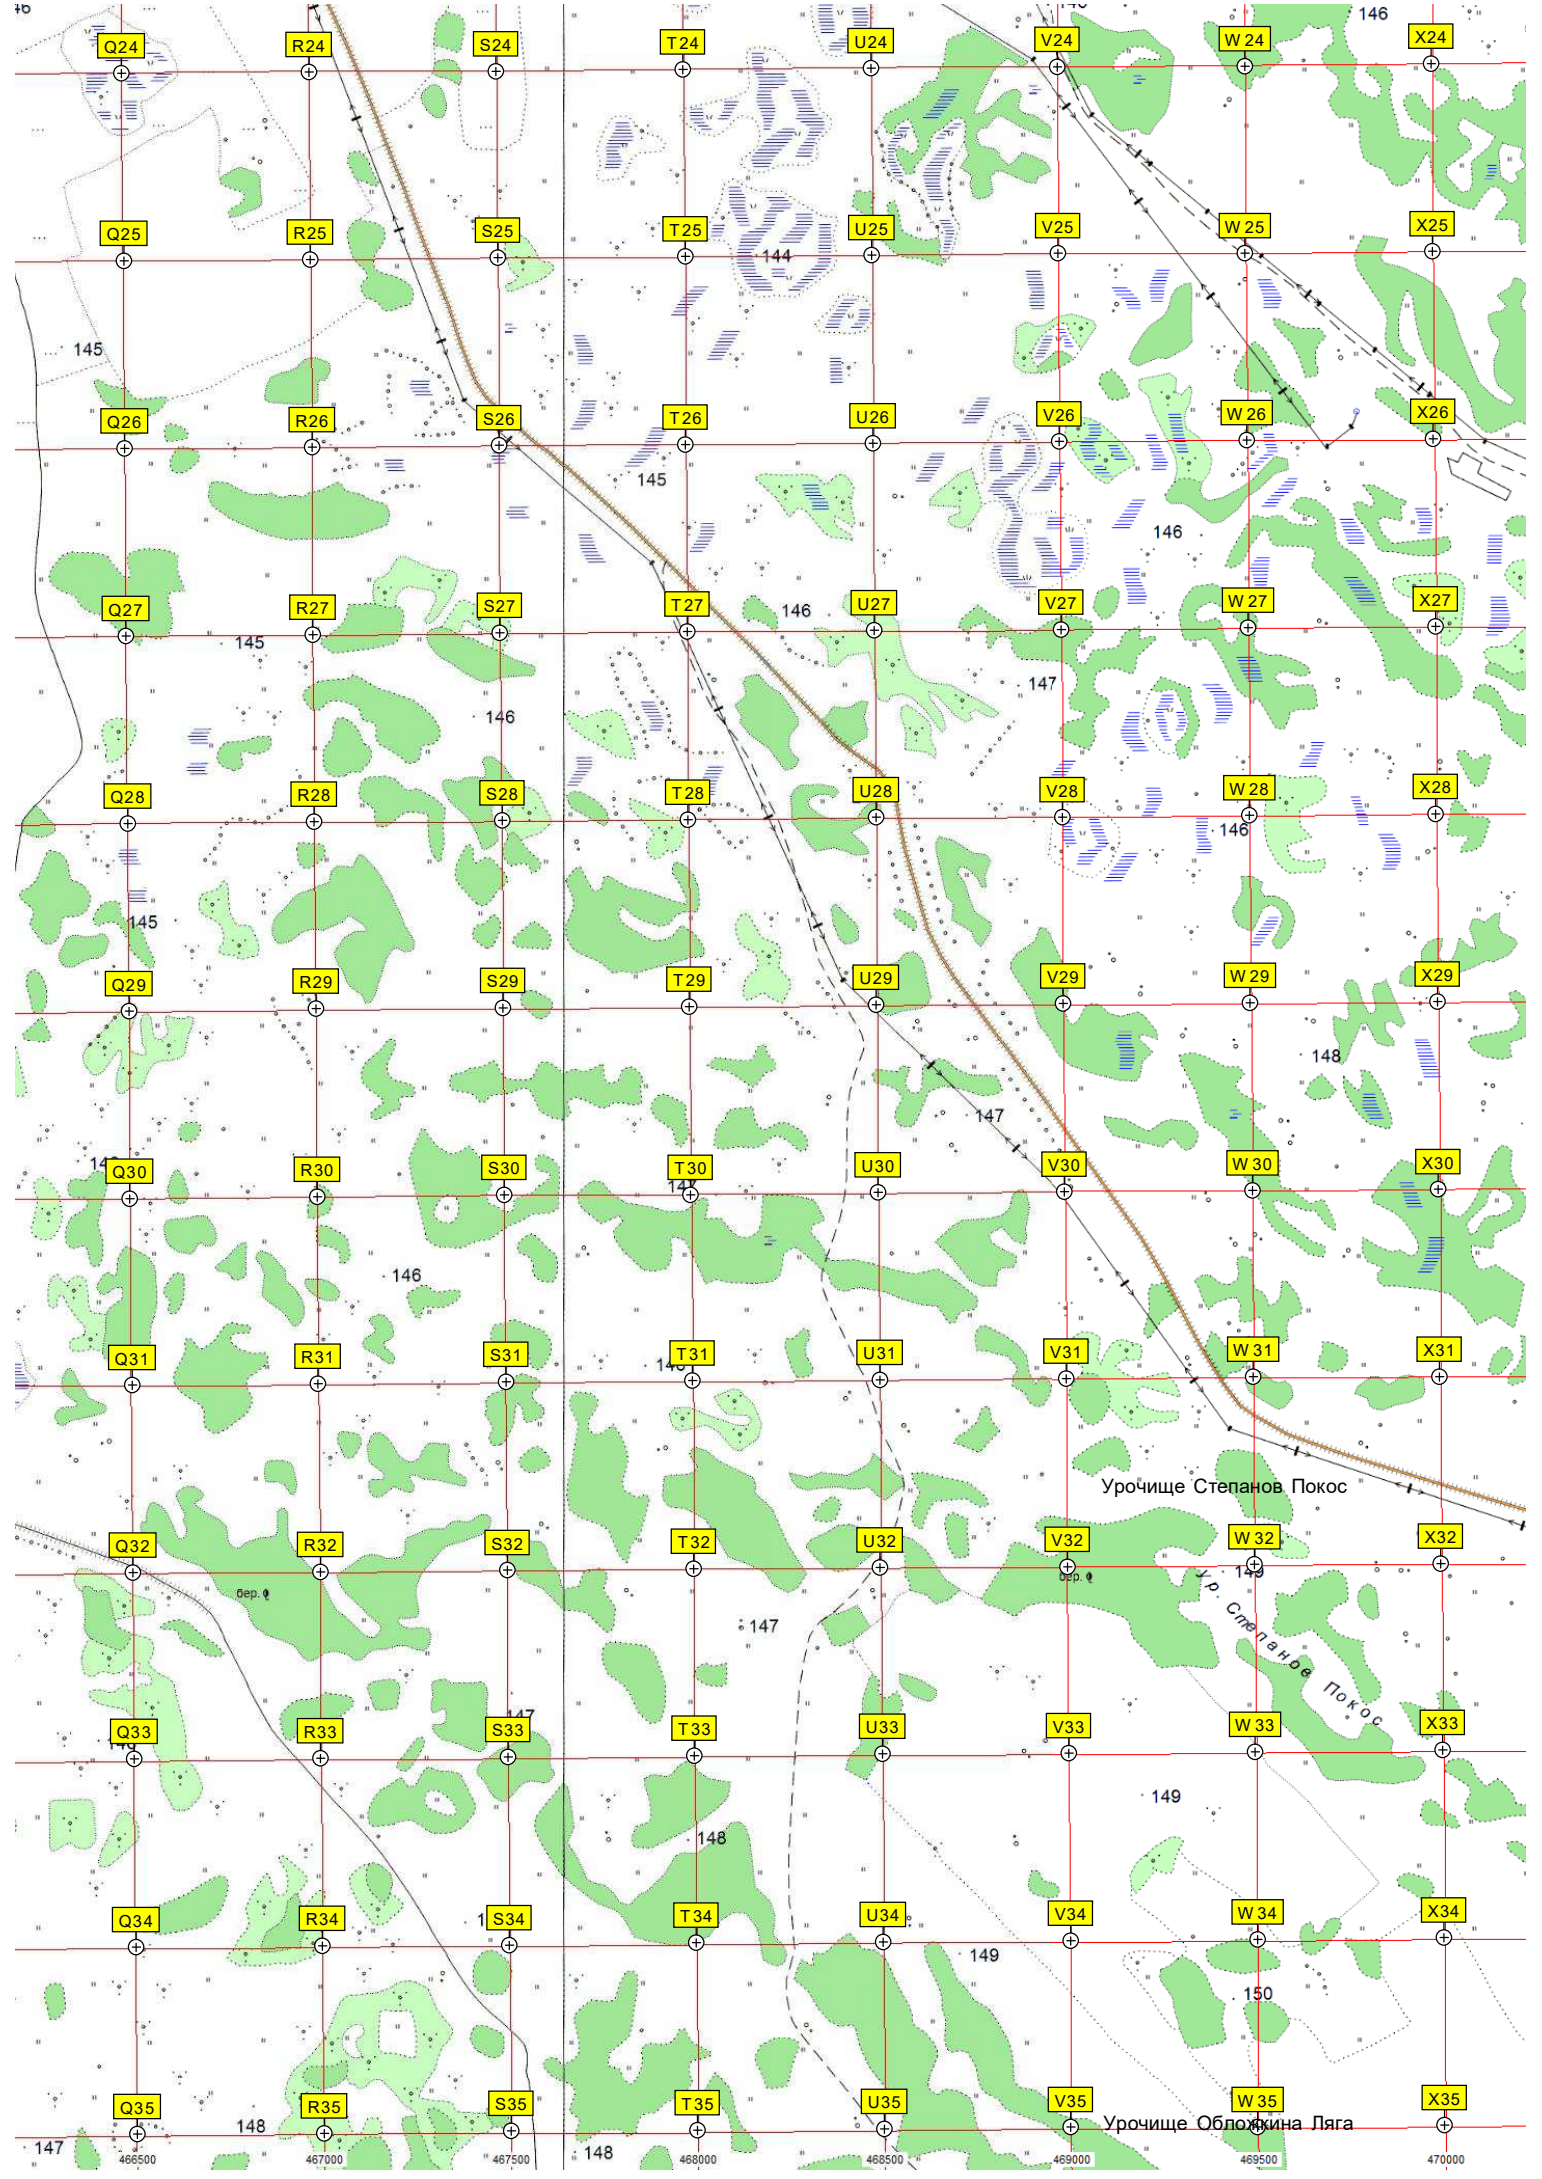 146
Q24 R24 S24 T24 U24 V24 W24 X24
Q25 R25 S25 T25 U25 V25 W25 X25
144
145
Q26 R26 S26 T26 U26 V26 W26 X26
145
146
Q27 R27 S27 T27 U27 V27 W27 X27
146
145
147
146
Q28 R28 S28 T28 U28 V28 W28 X28
146
145
Q29 R29 S29 T29 U29 V29 W29 X29
148
147
Q30 R30 S30 T30 U30 V30 W30 X30
147
146
Q31 R31 S31 T31 U31 V31 W31 X31
Урочище Степанов Покос
Q32 R32 S32 T32 U32 V32 W32 X32
149
бер.
бер.
ур. Степанов Покос
147
147
Q33 R33 S33 T33 U33 V33 W33 X33
149
148
Q34 R34 S34 T34 U34 V34 W34 X34
149
150
Q35 R35 S35 T35 U35 V35 W35 X35
Урочище Обложкина Ляга
148
147
148
466500 467000 467500 468000 468500 469000 469500 470000